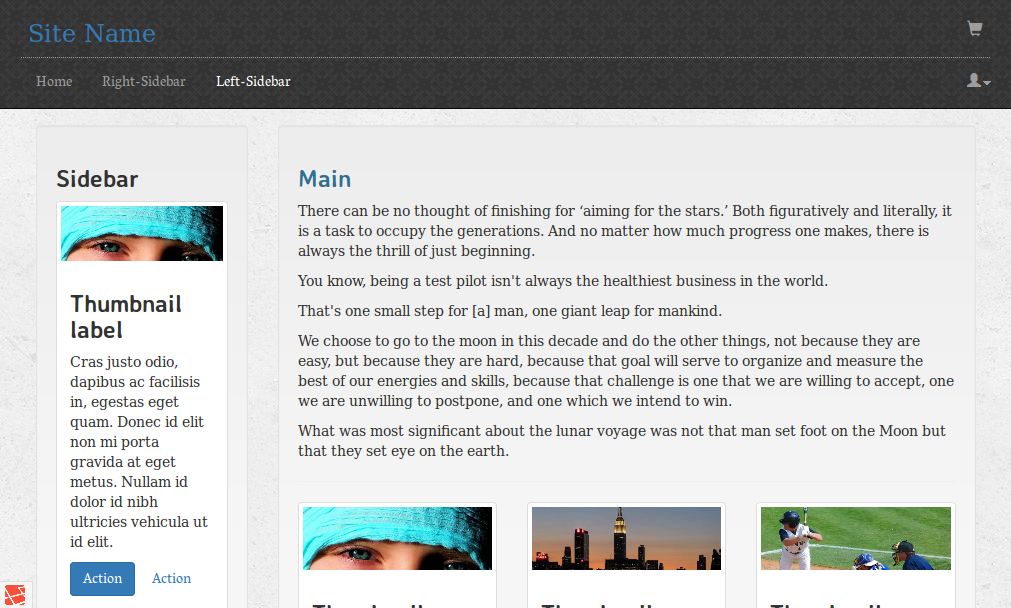 Site Name
Home Right-Sidebar Left-Sidebar
Sidebar
Thumbnail
label
Cras justo odio,
dapibus ac facilisis
in, egestas eget
quam. Donec id elit
non mi porta
gravida at eget
metus. Nullam id
dolor id nibh
ultricies vehicula ut
id elit.
Action Action
Main
There can be no thought of finishing for ‘aiming for the stars.’ Both figuratively and literally, it
is a task to occupy the generations. And no matter how much progress one makes, there is
always the thrill of just beginning.
You know, being a test pilot isn't always the healthiest business in the world.
That's one small step for [a] man, one giant leap for mankind.
We choose to go to the moon in this decade and do the other things, not because they are
easy, but because they are hard, because that goal will serve to organize and measure the
best of our energies and skills, because that challenge is one that we are willing to accept, one
we are unwilling to postpone, and one which we intend to win.
What was most significant about the lunar voyage was not that man set foot on the Moon but
that they set eye on the earth.